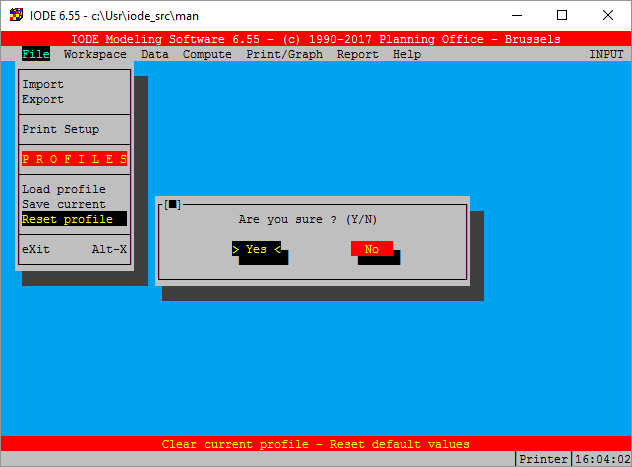 IODE 6.55 - c:\Usr\iode_src\man
IODE Modeling Software 6.55 - (c) 1990-2017 Planning Office - Brussels
File Workspace Data Compute Print/Graph Report Help INPUT
Import
Export
Print Setup
P R O F I L E S
Load profile
Save current
Reset profile
eXit Alt-X
[■]
Are you sure ? (Y/N)
> Yes < No
Clear current profile - Reset default values
Printer 16:04:02